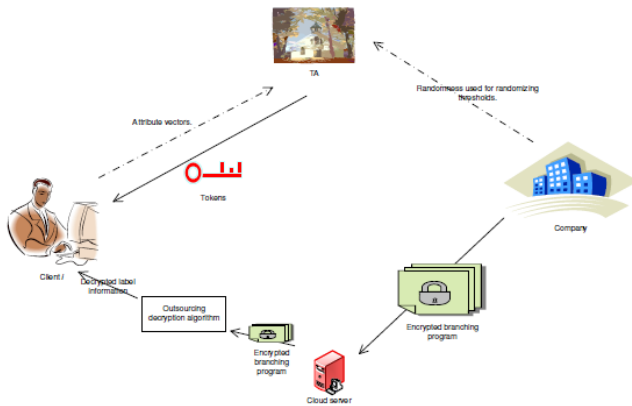 TA
Randomness used for randomizing
thresholds.
Attribute vectors.
Tokens
Company
Client i
Decrypted label
information
Outsourcing
decryption algorithm
Encrypted branching
program
Encrypted
branching
program
Cloud server